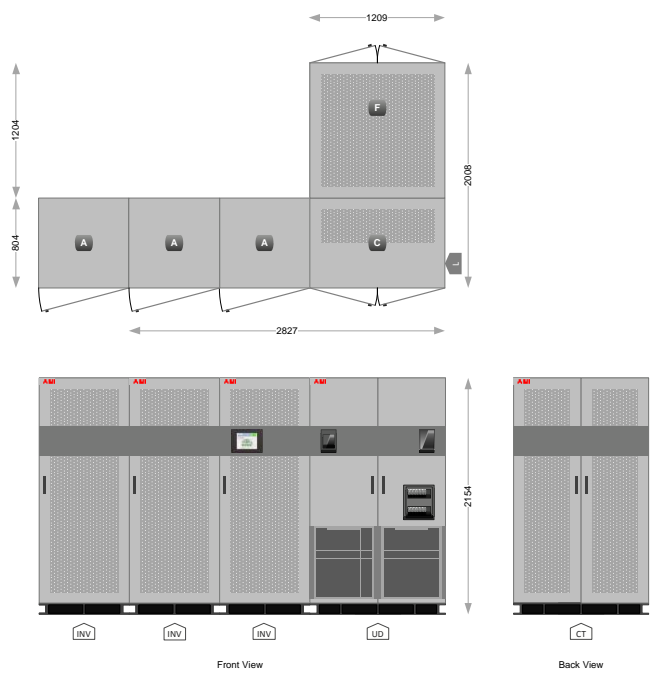 1209
F
1204
2008
804
A
A
A
C
L
2827
AMI
AMI
AMI
AMI
AMI
2154
INV
INV
INV
UD
CT
Front View
Back View